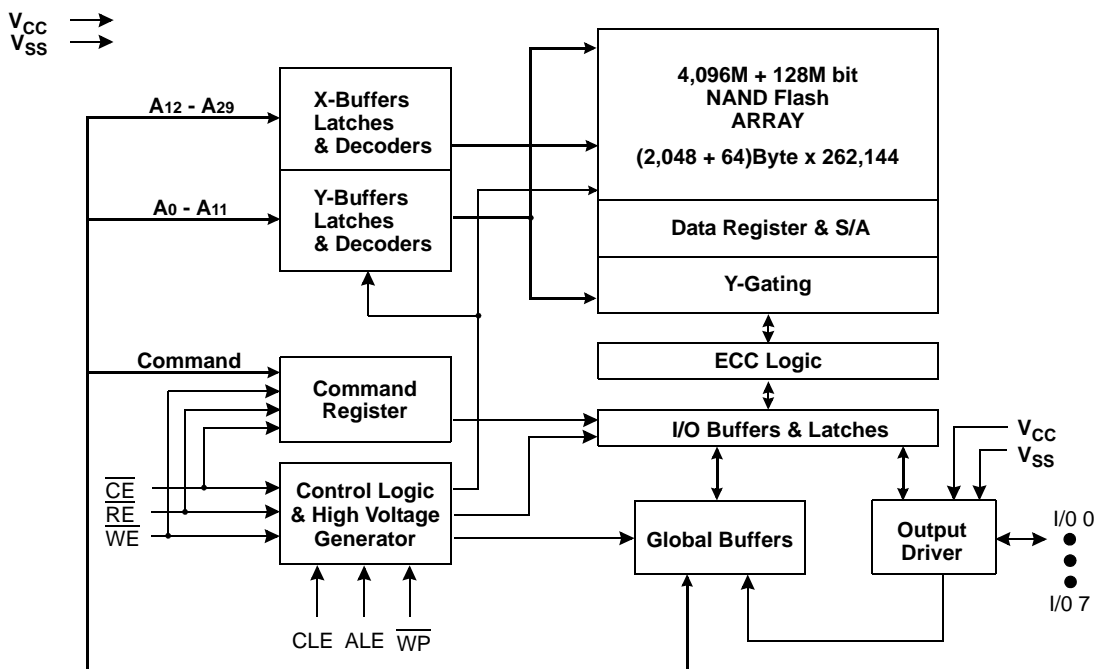 VCC
VSS
A12 - A29
X-Buffers
Latches
& Decoders
4,096M + 128M bit
NAND Flash
ARRAY
(2,048 + 64)Byte x 262,144
A0 - A11
Y-Buffers
Latches
& Decoders
Data Register & S/A
Y-Gating
Command
Command
Register
ECC Logic
I/O Buffers & Latches
VCC
VSS
CE
RE
WE
Control Logic
& High Voltage
Generator
Global Buffers
Output
Driver
I/0 0
I/0 7
CLE ALE WP